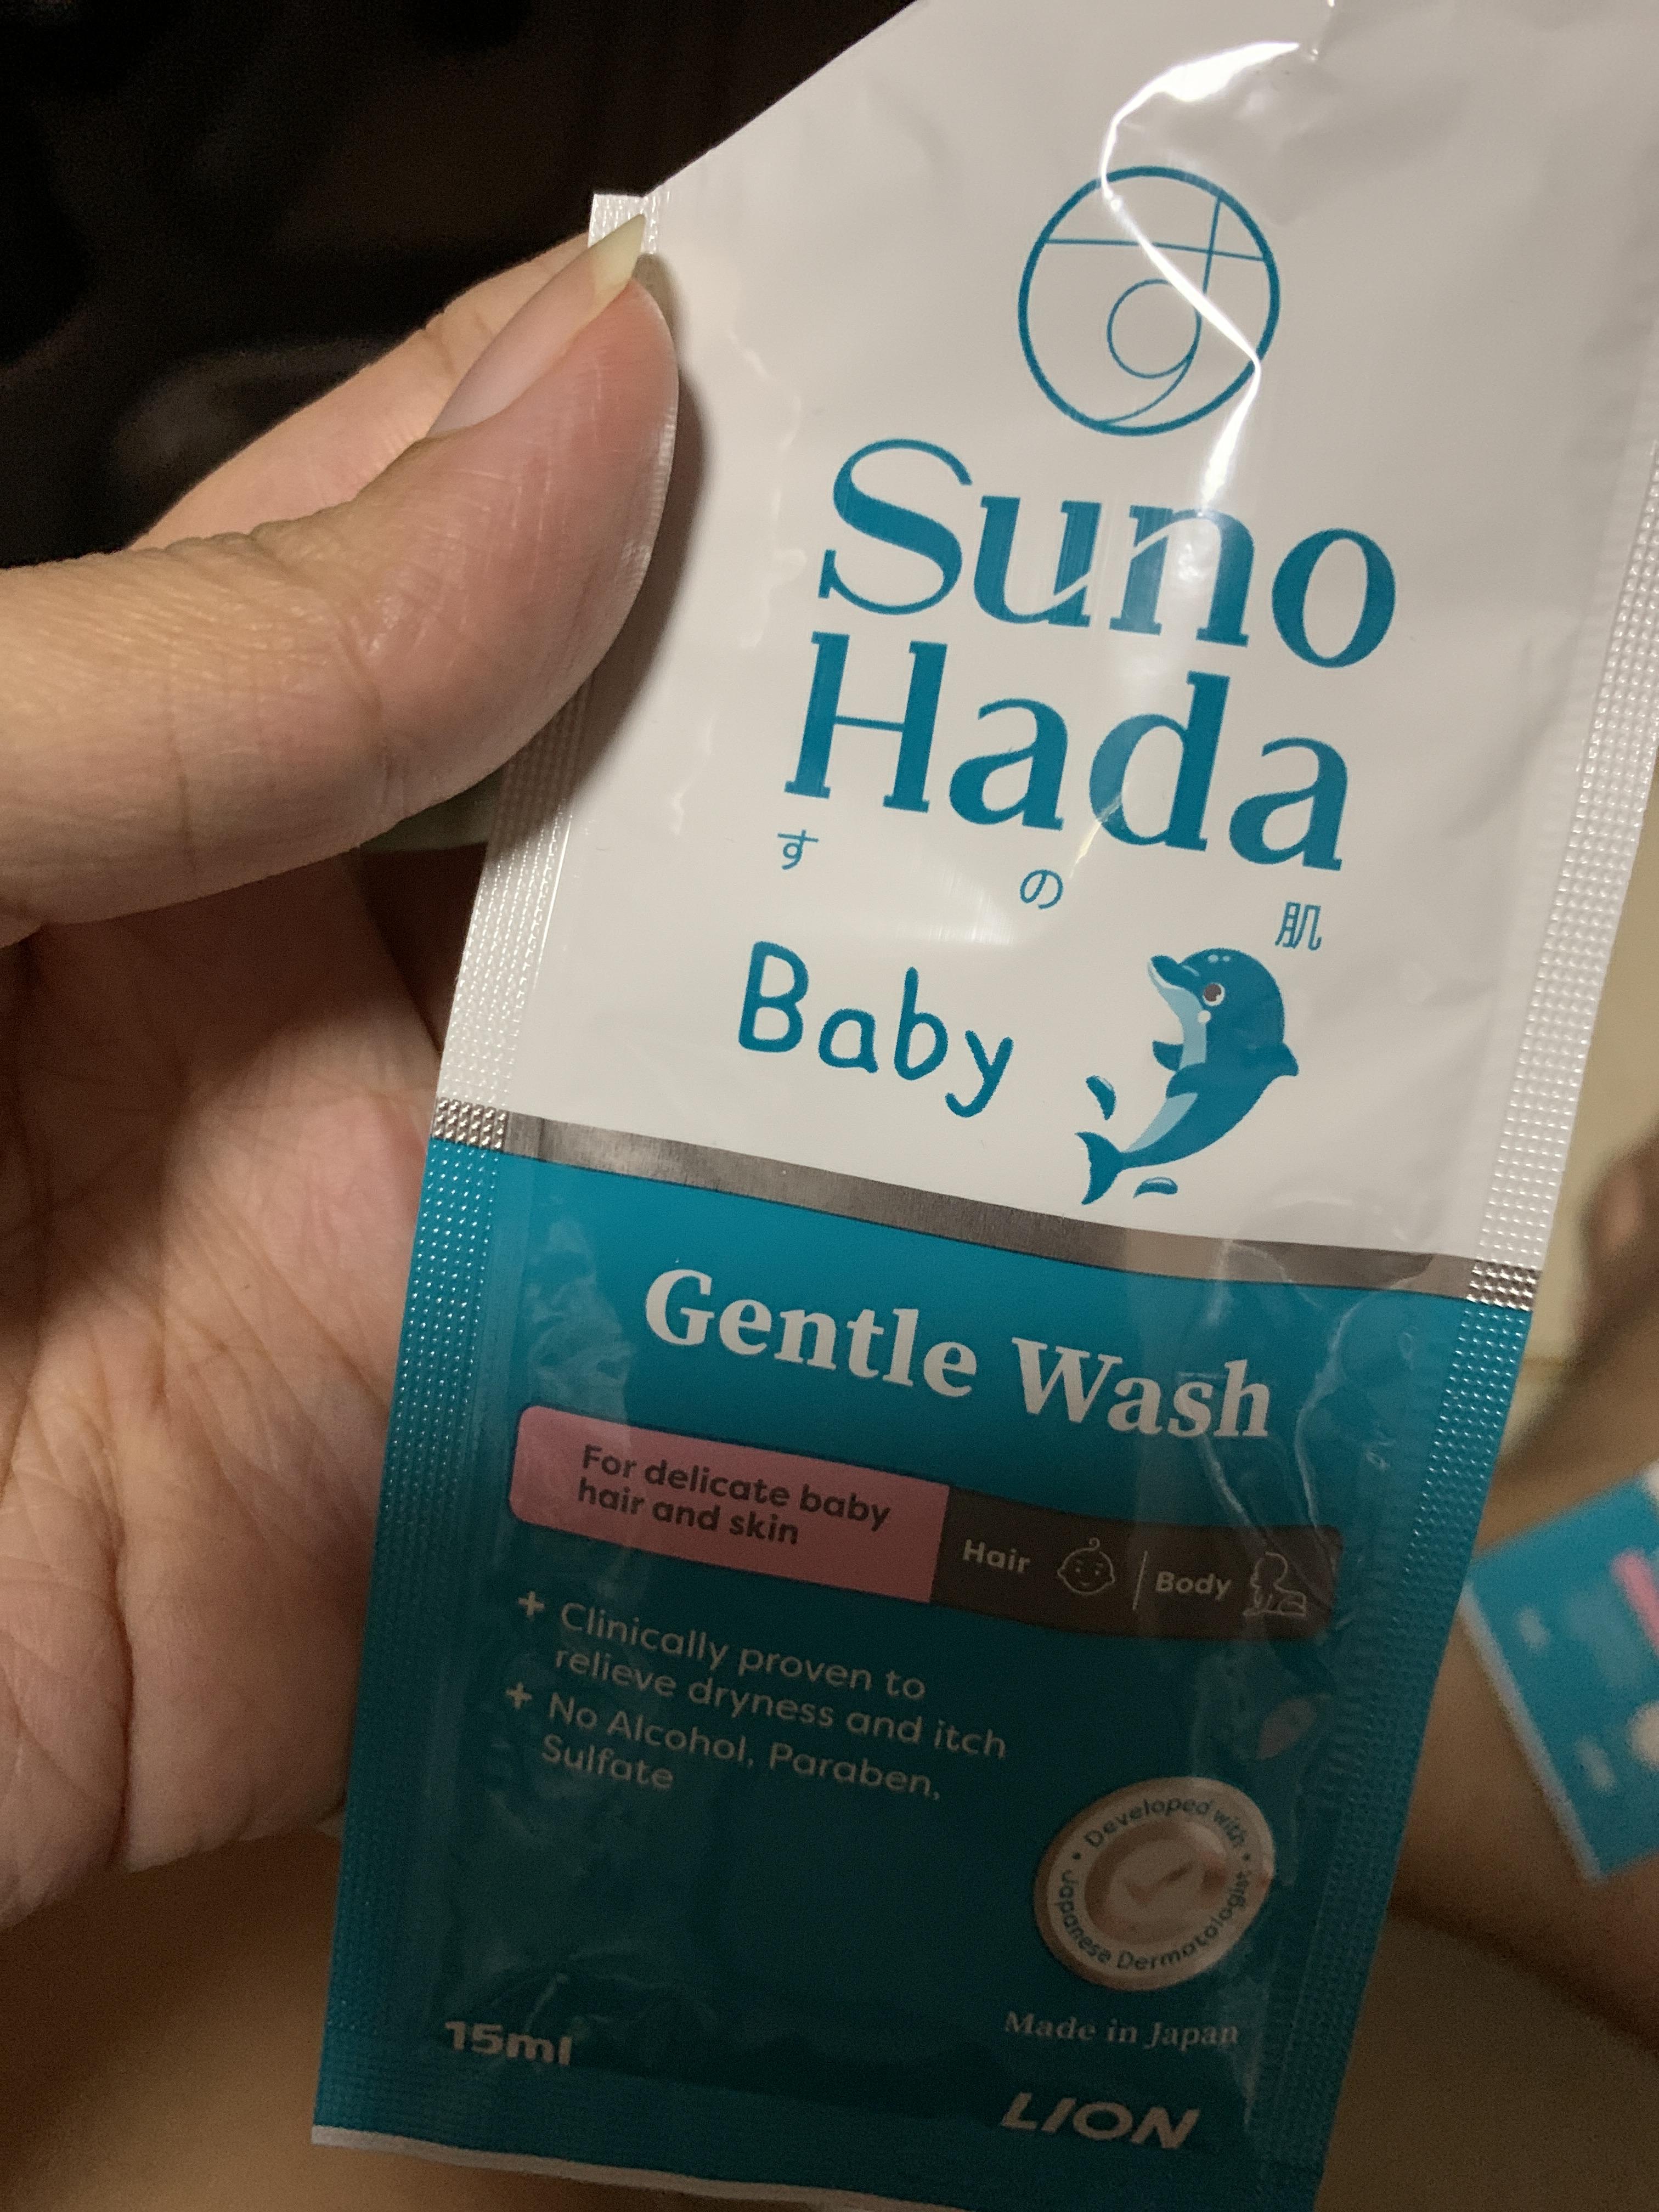 す
Suno
Hada
す の 肌
Baby
Gentle Wash
For delicate baby
hair and skin
Hair | Body
+ Clinically proven to
relieve dryness and itch
+ No Alcohol, Paraben,
Sulfate
• Developed with •
Japanese Dermatologist
Made in Japan
15ml
LION